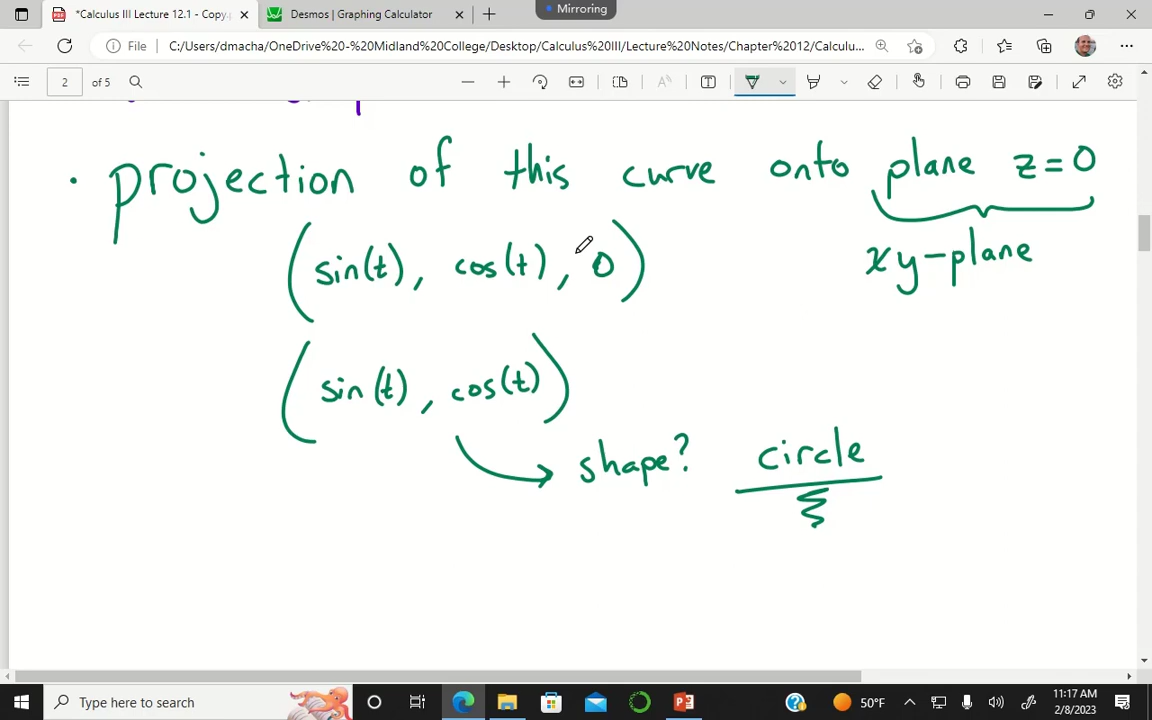 Mirroring
*Calculus III Lecture 12.1 - Copy.
Desmos | Graphing Calculator
File
C:/Users/dmacha/OneDrive%20-%20Midland%20College/Desktop/Calculus%20III/Lecture%20Notes/Chapter%2012/Calculu...
2 of 5
• projection of this curve onto plane z=0
(sin(t), cos(t), 0)
xy-plane
(sin(t), cos(t))
shape? circle
Type here to search
50°F
11:17 AM
2/8/2023